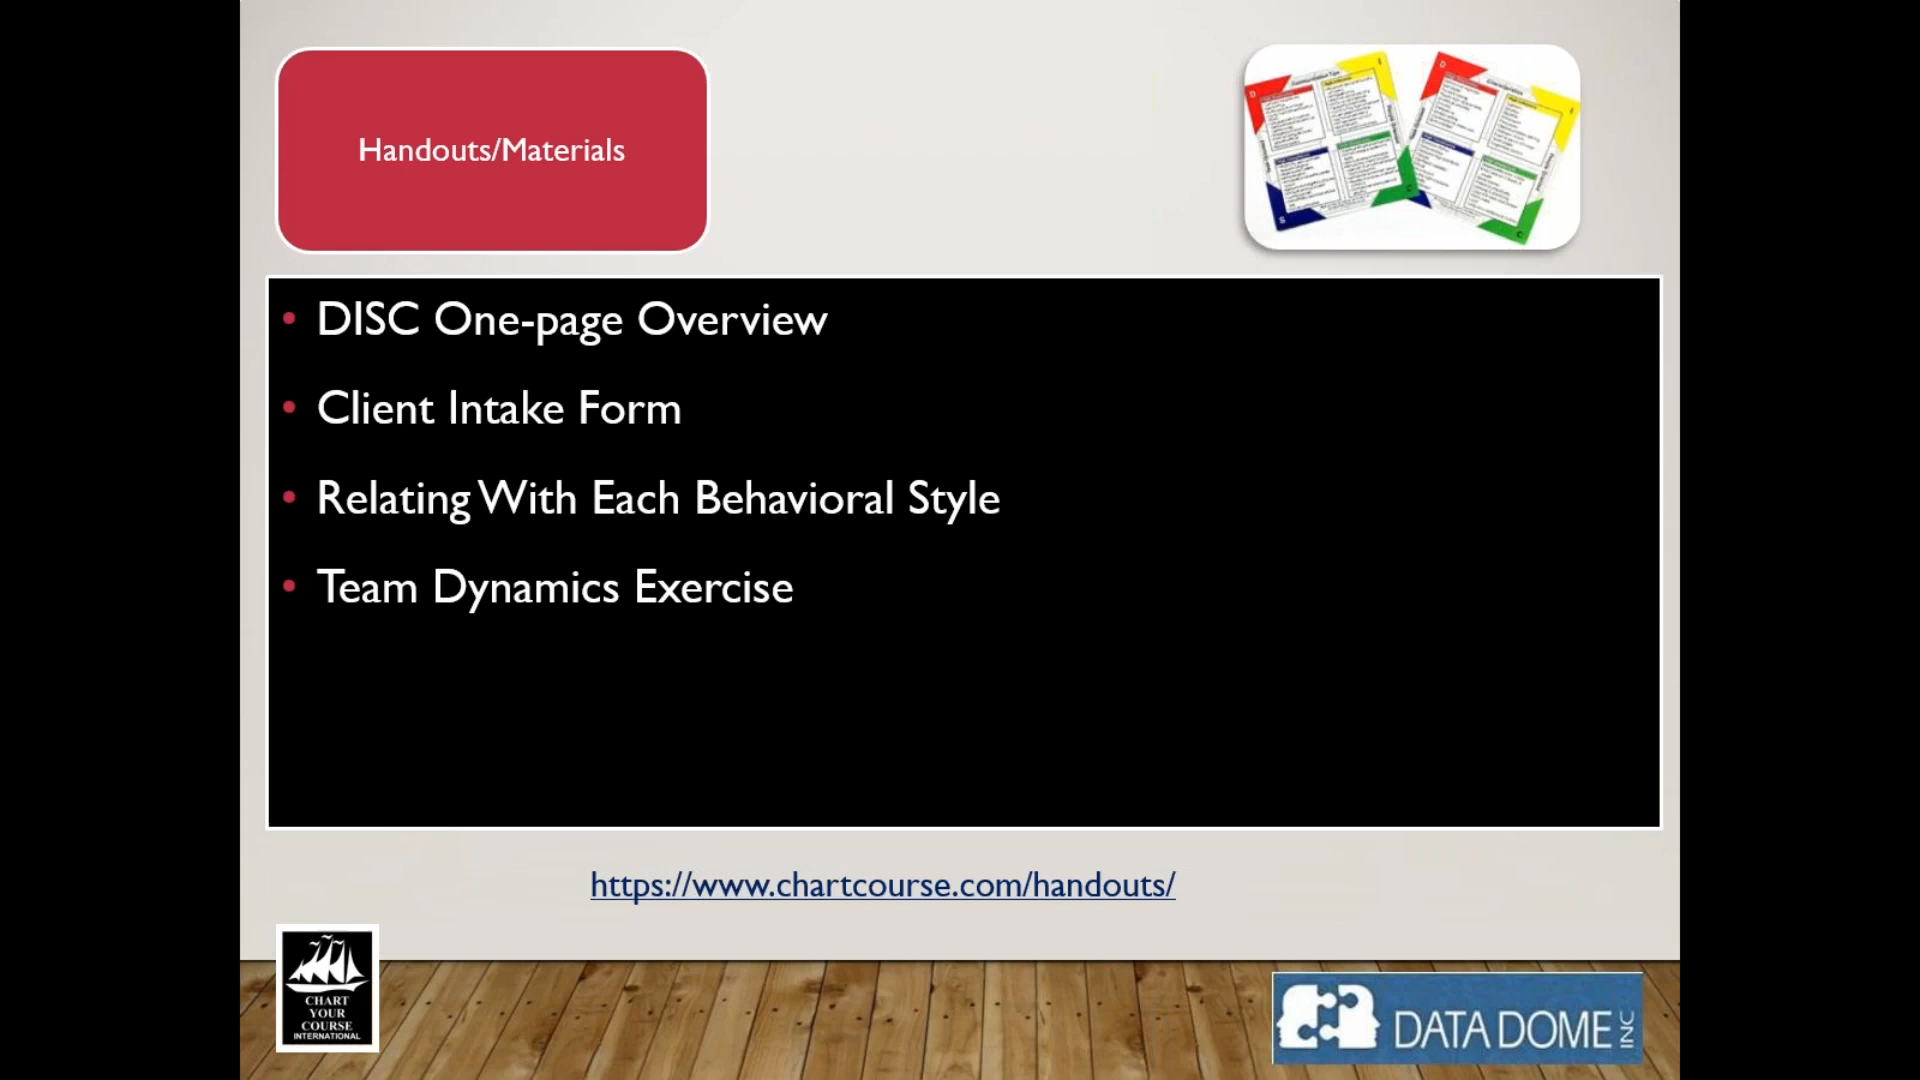 Handouts/Materials
DISC One-page Overview
Client Intake Form
Relating With Each Behavioral Style
Team Dynamics Exercise
https://www.chartcourse.com/handouts/
CHART
YOUR
COURSE
INTERNATIONAL
DATA DOME INC